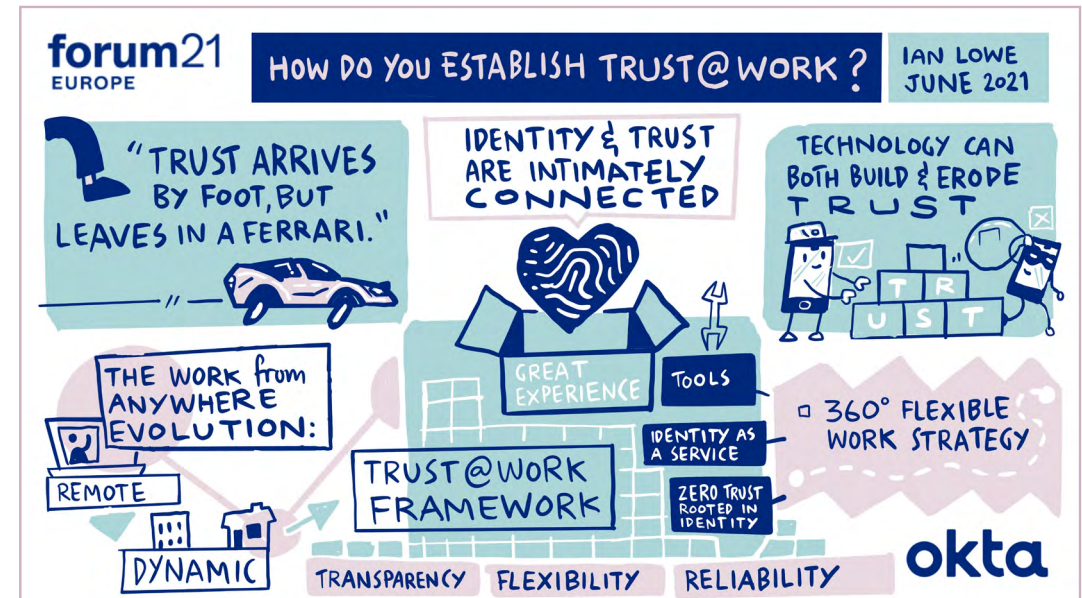 forum21
EUROPE
HOW DO YOU ESTABLISH TRUST@WORK?
IAN LOWE
JUNE 2021
"TRUST ARRIVES
BY FOOT, BUT
LEAVES IN A FERRARI."
IDENTITY & TRUST
ARE INTIMATELY
CONNECTED
TECHNOLOGY CAN
BOTH BUILD & ERODE
TRUST
T R
U S T
THE WORK from
ANYWHERE
EVOLUTION:
REMOTE
DYNAMIC
GREAT
EXPERIENCE
TOOLS
IDENTITY AS
A SERVICE
ZERO TRUST
ROOTED IN
IDENTITY
TRUST@WORK
FRAMEWORK
TRANSPARENCY
FLEXIBILITY
RELIABILITY
360° FLEXIBLE
WORK STRATEGY
okta